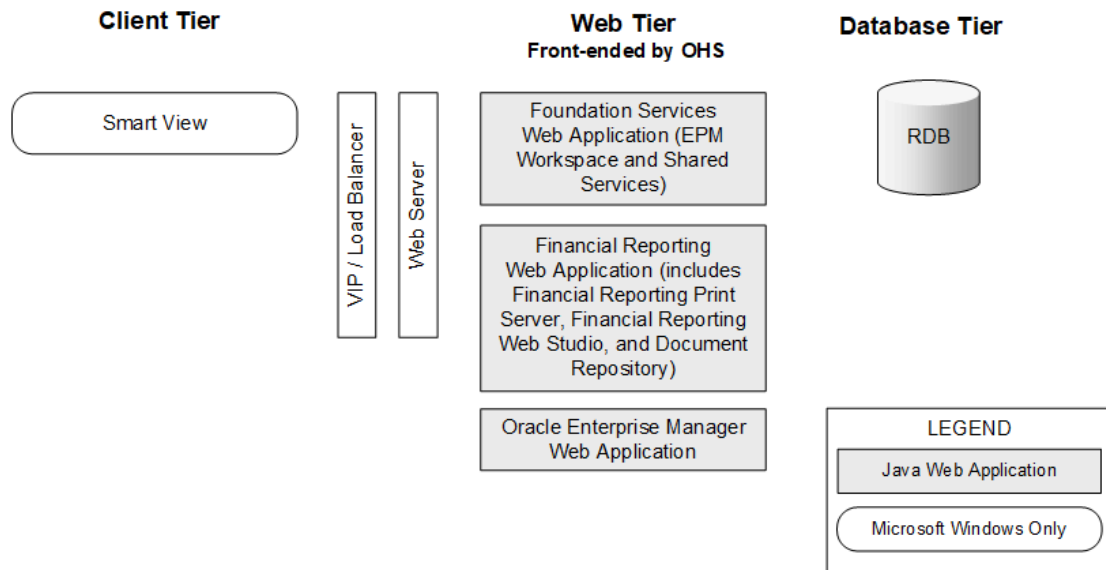 Client Tier
Smart View
VIP / Load Balancer
Web Server
Web Tier
Front-ended by OHS
Foundation Services
Web Application (EPM
Workspace and Shared
Services)
Financial Reporting
Web Application (includes
Financial Reporting Print
Server, Financial Reporting
Web Studio, and Document
Repository)
Oracle Enterprise Manager
Web Application
Database Tier
RDB
LEGEND
Java Web Application
Microsoft Windows Only